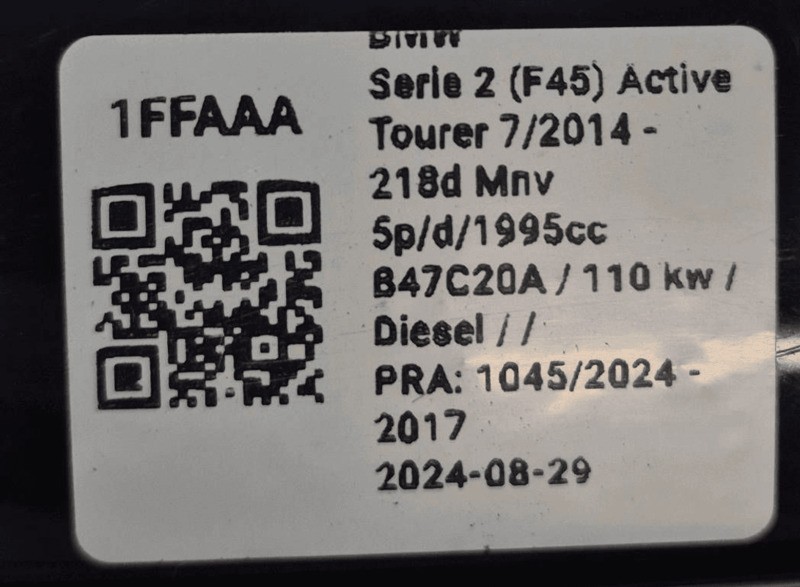 1FFAAA
BMW
Serie 2 (F45) Active
Tourer 7/2014 -
218d Mnv
5p/d/1995cc
B47C20A / 110 kw /
Diesel / /
PRA: 1045/2024 -
2017
2024-08-29